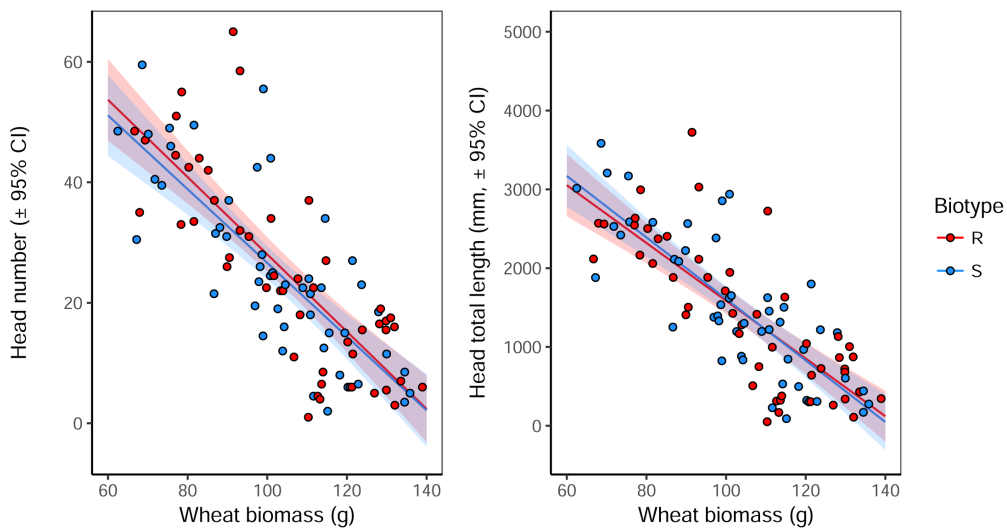 Head number (± 95% CI)
60
40
20
0
60 80 100 120 140
Wheat biomass (g)
Head total length (mm, ± 95% CI)
5000
4000
3000
2000
1000
0
60 80 100 120 140
Wheat biomass (g)
Biotype
R
S